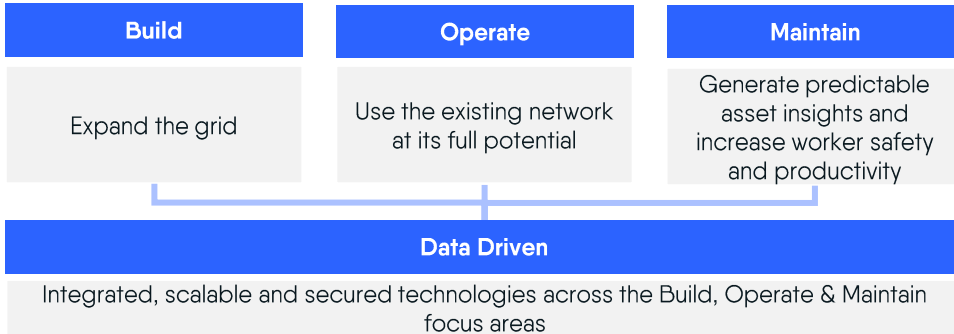 Build
Expand the grid
Operate
Use the existing network
at its full potential
Maintain
Generate predictable
asset insights and
increase worker safety
and productivity
Data Driven
Integrated, scalable and secured technologies across the Build, Operate & Maintain
focus areas